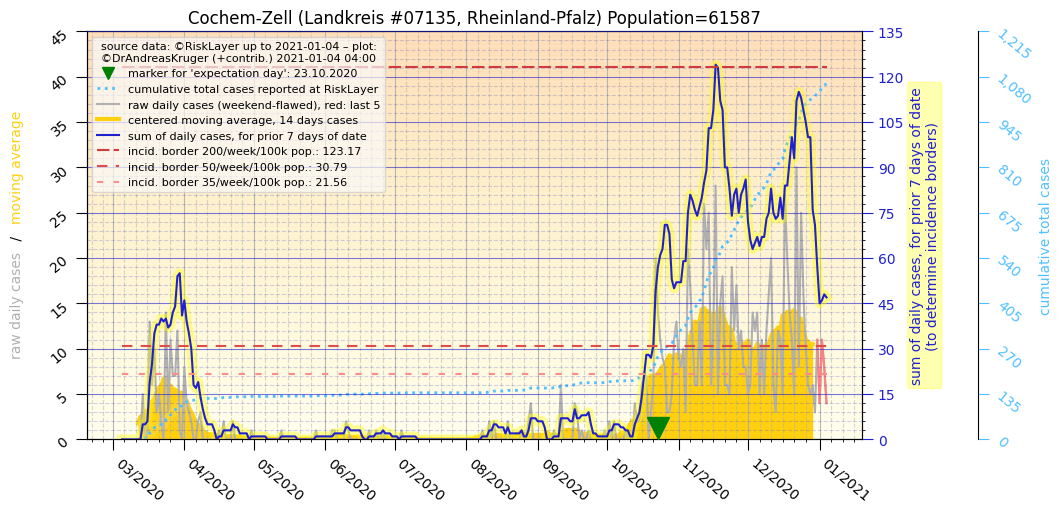 Cochem-Zell (Landkreis #07135, Rheinland-Pfalz) Population=61587
source data: ©RiskLayer up to 2021-01-04 – plot:
©DrAndreasKruger (+contrib.) 2021-01-04 04:00
marker for 'expectation day': 23.10.2020
cumulative total cases reported at RiskLayer
raw daily cases (weekend-flawed), red: last 5
centered moving average, 14 days cases
sum of daily cases, for prior 7 days of date
incid. border 200/week/100k pop.: 123.17
incid. border 50/week/100k pop.: 30.79
incid. border 35/week/100k pop.: 21.56
raw daily cases / moving average
45
40
35
30
25
20
15
10
5
0
03/2020
04/2020
05/2020
06/2020
07/2020
08/2020
09/2020
10/2020
11/2020
12/2020
01/2021
135
120
105
90
75
60
45
30
15
0
sum of daily cases, for prior 7 days of date
(to determine incidence borders)
1,215
1,080
945
810
675
540
405
270
135
0
cumulative total cases